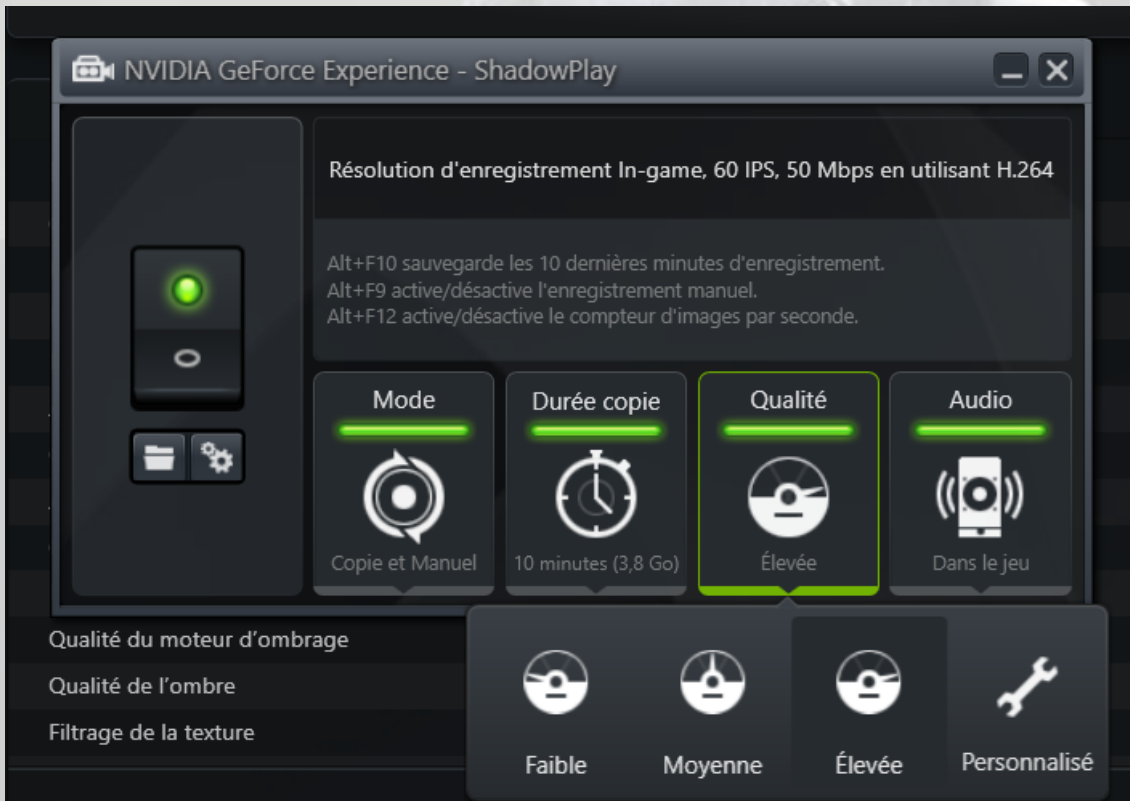 NVIDIA GeForce Experience - ShadowPlay
Résolution d'enregistrement In-game, 60 IPS, 50 Mbps en utilisant H.264
Alt+F10 sauvegarde les 10 dernières minutes d'enregistrement.
Alt+F9 active/désactive l'enregistrement manuel.
Alt+F12 active/désactive le compteur d'images par seconde.
Mode
Durée copie
Qualité
Audio
Copie et Manuel
10 minutes (3,8 Go)
Élevée
Dans le jeu
Qualité du moteur d’ombrage
Qualité de l’ombre
Filtrage de la texture
Faible
Moyenne
Élevée
Personnalisé